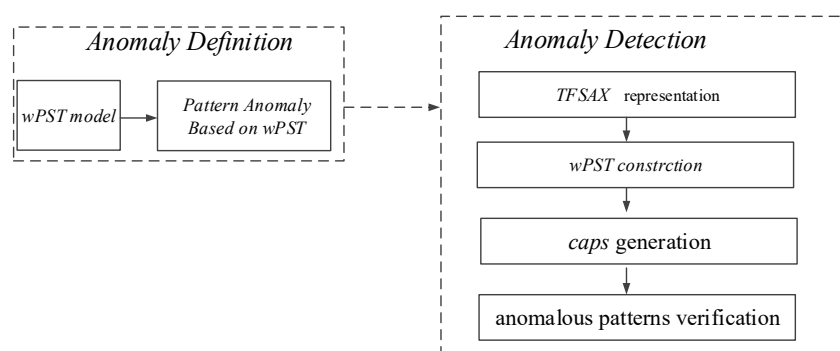 Anomaly Definition
wPST model
Pattern Anomaly
Based on wPST
Anomaly Detection
TFSAX representation
wPST constrction
caps generation
anomalous patterns verification